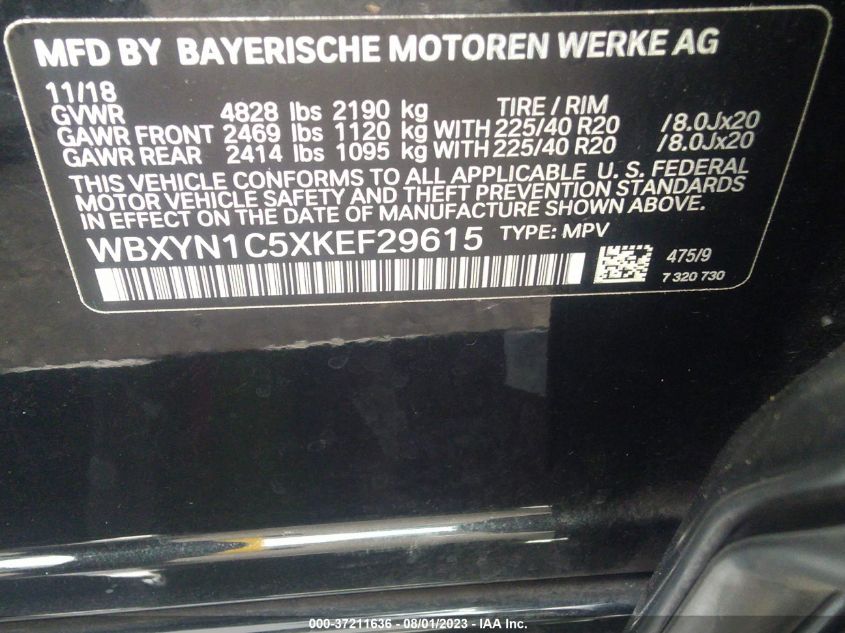 MFD BY BAYERISCHE MOTOREN WERKE AG
11/18
GVWR 4828 lbs 2190 kg TIRE / RIM
GAWR FRONT 2469 lbs 1120 kg WITH 225/40 R20 /8.0Jx20
GAWR REAR 2414 lbs 1095 kg WITH 225/40 R20 /8.0Jx20
THIS VEHICLE CONFORMS TO ALL APPLICABLE U. S. FEDERAL
MOTOR VEHICLE SAFETY AND THEFT PREVENTION STANDARDS
IN EFFECT ON THE DATE OF MANUFACTURE SHOWN ABOVE.
WBXYN1C5XKEF29615 TYPE: MPV
475/9
7 320 730
000-37211636 - 08/01/2023 - IAA Inc.